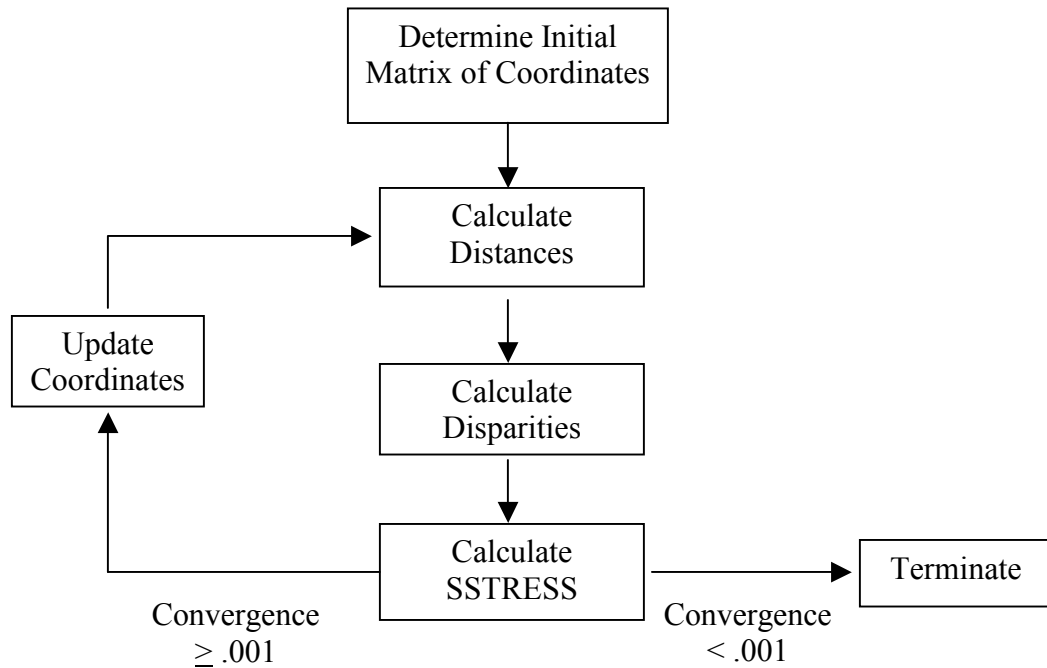 Determine Initial
Matrix of Coordinates
Calculate
Distances
Update
Coordinates
Calculate
Disparities
Calculate
SSTRESS
Terminate
Convergence
≥ .001
Convergence
< .001